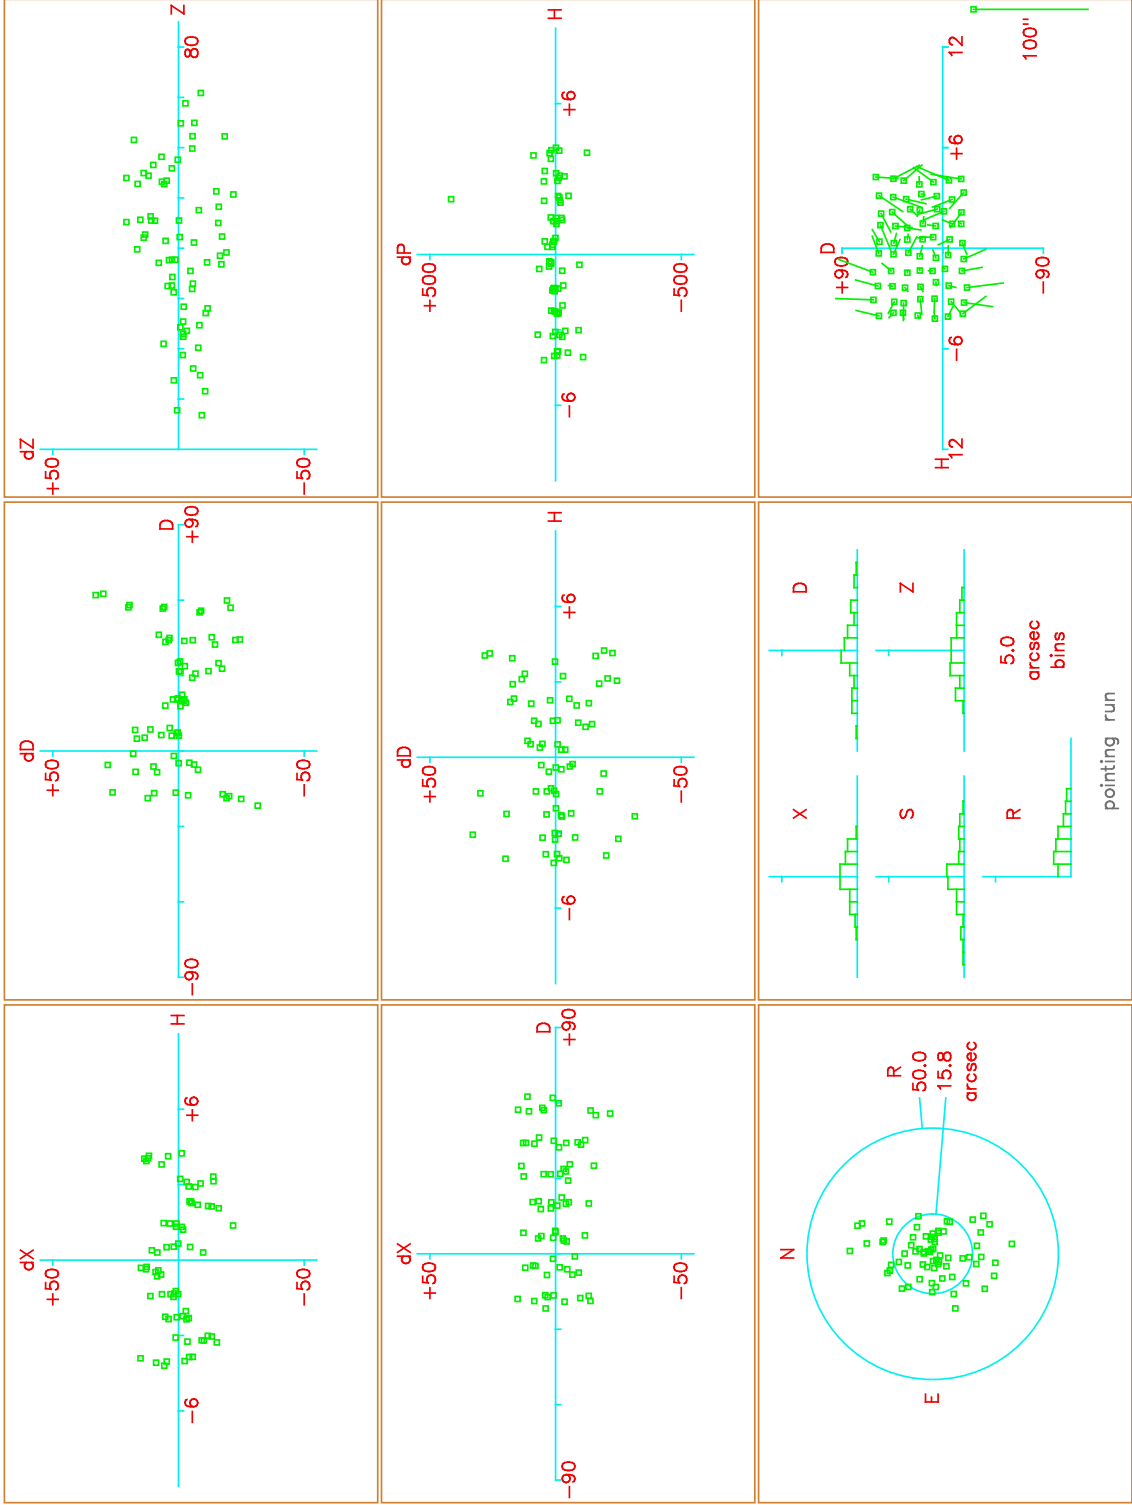 dX
+50
H
−6
+6
−50
dD
+50
D
−90
+90
−50
dZ
+50
Z
80
−50
dX
+50
D
−90
+90
−50
dD
+50
H
−6
+6
−50
dP
+500
H
−6
+6
−500
N
E
R
50.0
15.8
arcsec
X
D
S
Z
R
5.0
arcsec
bins
pointing run
D
+90
H
12
−6
+6
12
100"
−90